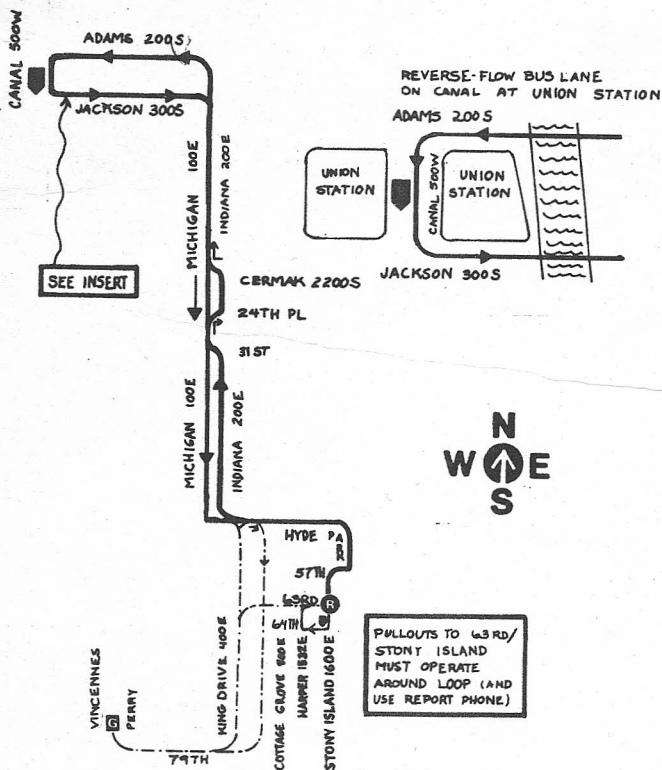 ADAMS 200S
CANAL 500W
JACKSON 300S
MICHIGAN 100E
INDIANA 200E
SEE INSERT
CERMAK 2200S
24TH PL
31ST
MICHIGAN 100E
INDIANA 200E
REVERSE-FLOW BUS LANE
ON CANAL AT UNION STATION
ADAMS 200S
UNION
STATION
CANAL 500W
UNION
STATION
JACKSON 300S
N
W E
S
HYDE PARK
57TH
63RD
R
64TH
KING DRIVE 400E
COTTAGE GROVE 800E
HARPER 1532E
STONY ISLAND 1600E
VINCENNES
G
PERRY
79TH
PULLOUTS TO 63RD/
STONY ISLAND
MUST OPERATE
AROUND LOOP (AND
USE REPORT PHONE)